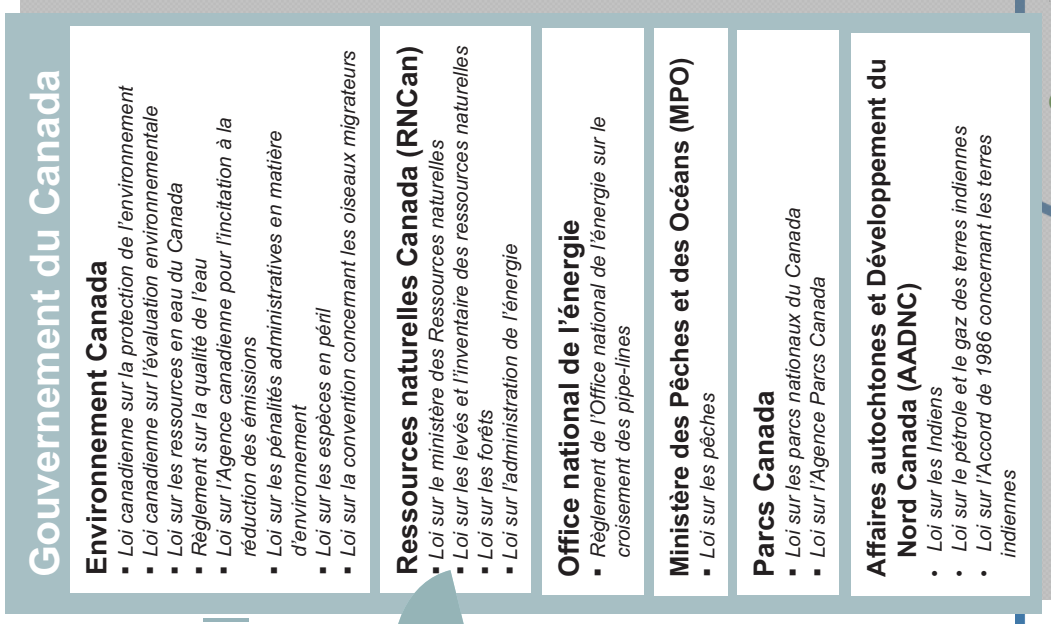 Gouvernement du Canada
Environnement Canada
▪ Loi canadienne sur la protection de l'environnement
▪ Loi canadienne sur l'évaluation environnementale
▪ Loi sur les ressources en eau du Canada
▪ Règlement sur la qualité de l'eau
▪ Loi sur l'Agence canadienne pour l'incitation à la
réduction des émissions
▪ Loi sur les pénalités administratives en matière
d'environnement
▪ Loi sur les espèces en péril
▪ Loi sur la convention concernant les oiseaux migrateurs
Ressources naturelles Canada (RNCan)
▪ Loi sur le ministère des Ressources naturelles
▪ Loi sur les levés et l'inventaire des ressources naturelles
▪ Loi sur les forêts
▪ Loi sur l'administration de l'énergie
Office national de l'énergie
▪ Règlement de l'Office national de l'énergie sur le
croisement des pipe-lines
Ministère des Pêches et des Océans (MPO)
▪ Loi sur les pêches
Parcs Canada
▪ Loi sur les parcs nationaux du Canada
▪ Loi sur l'Agence Parcs Canada
Affaires autochtones et Développement du
Nord Canada (AADNC)
• Loi sur les Indiens
• Loi sur le pétrole et le gaz des terres indiennes
• Loi sur l'Accord de 1986 concernant les terres
indiennes